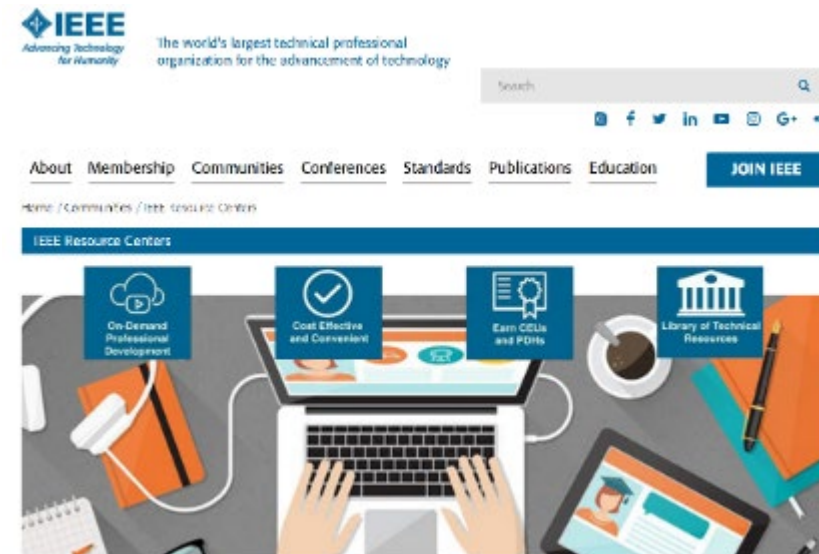 IEEE
Advancing Technology
for Humanity
The world's largest technical professional
organization for the advancement of technology
Search
f in G+
About Membership Communities Conferences Standards Publications Education JOIN IEEE
Home / Communities / IEEE Resource Centers
IEEE Resource Centers
On-Demand
Professional
Development
Cost Effective
and Convenient
Earn CEUs
and PDHs
Library of Technical
Resources